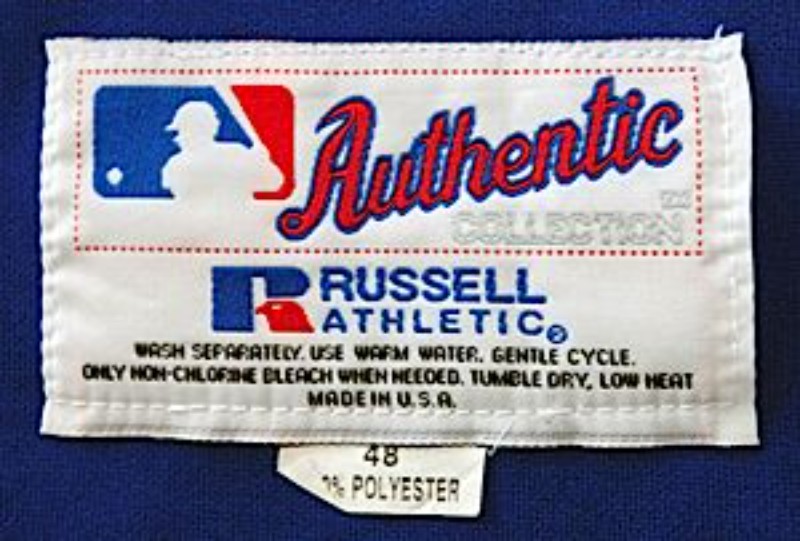 Authentic
COLLECTION TM
RUSSELL
ATHLETIC®
WASH SEPARATELY. USE WARM WATER. GENTLE CYCLE.
ONLY NON-CHLORINE BLEACH WHEN NEEDED. TUMBLE DRY, LOW HEAT
MADE IN U.S.A.
48
% POLYESTER